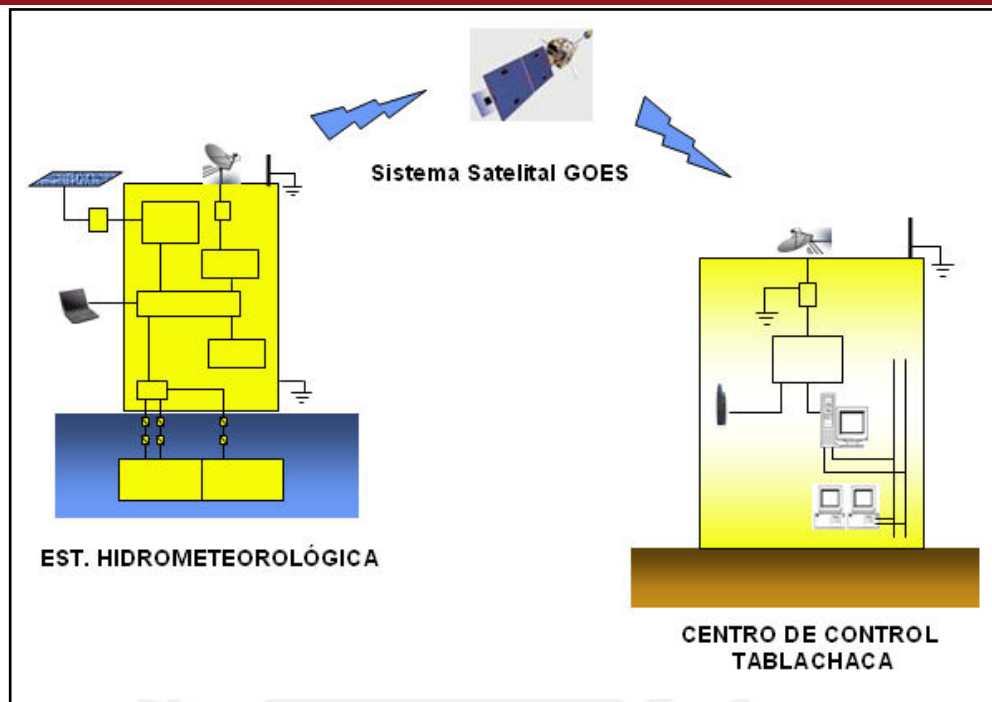 Sistema Satelital GOES
EST. HIDROMETEOROLÓGICA
CENTRO DE CONTROL
TABLACHACA